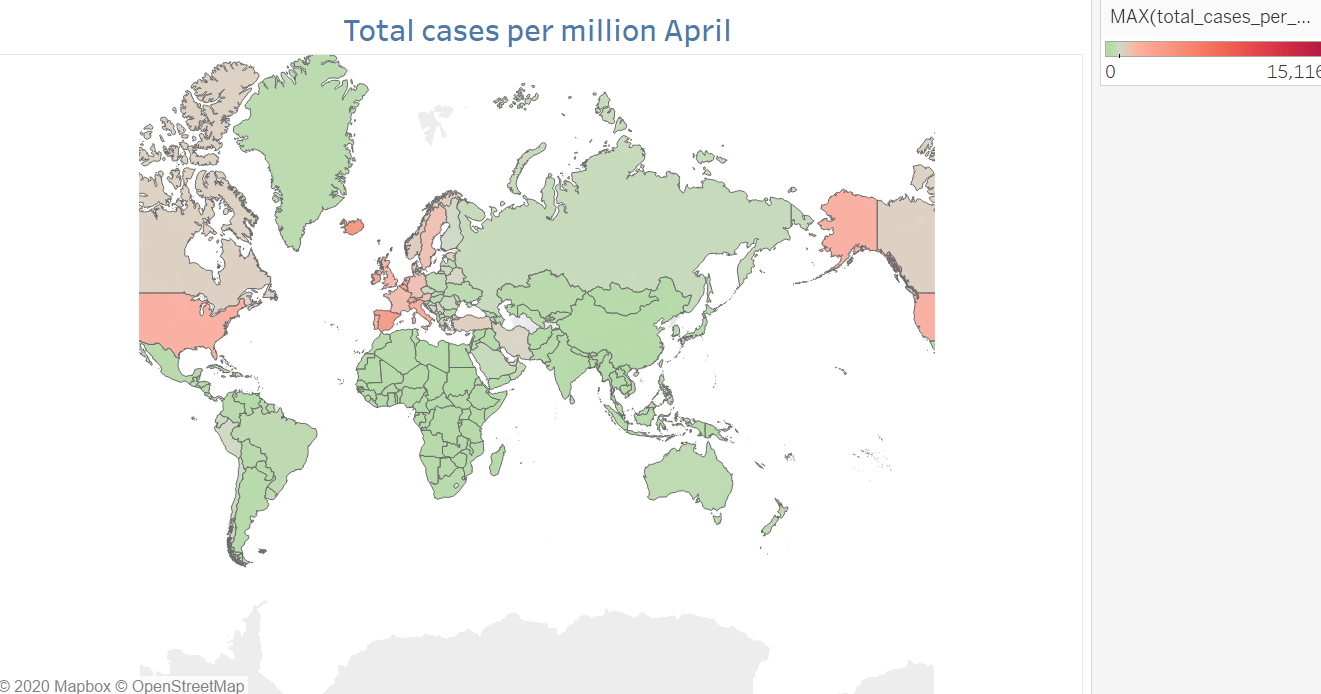 Total cases per million April
MAX(total_cases_per_...
0
15,116
© 2020 Mapbox © OpenStreetMap